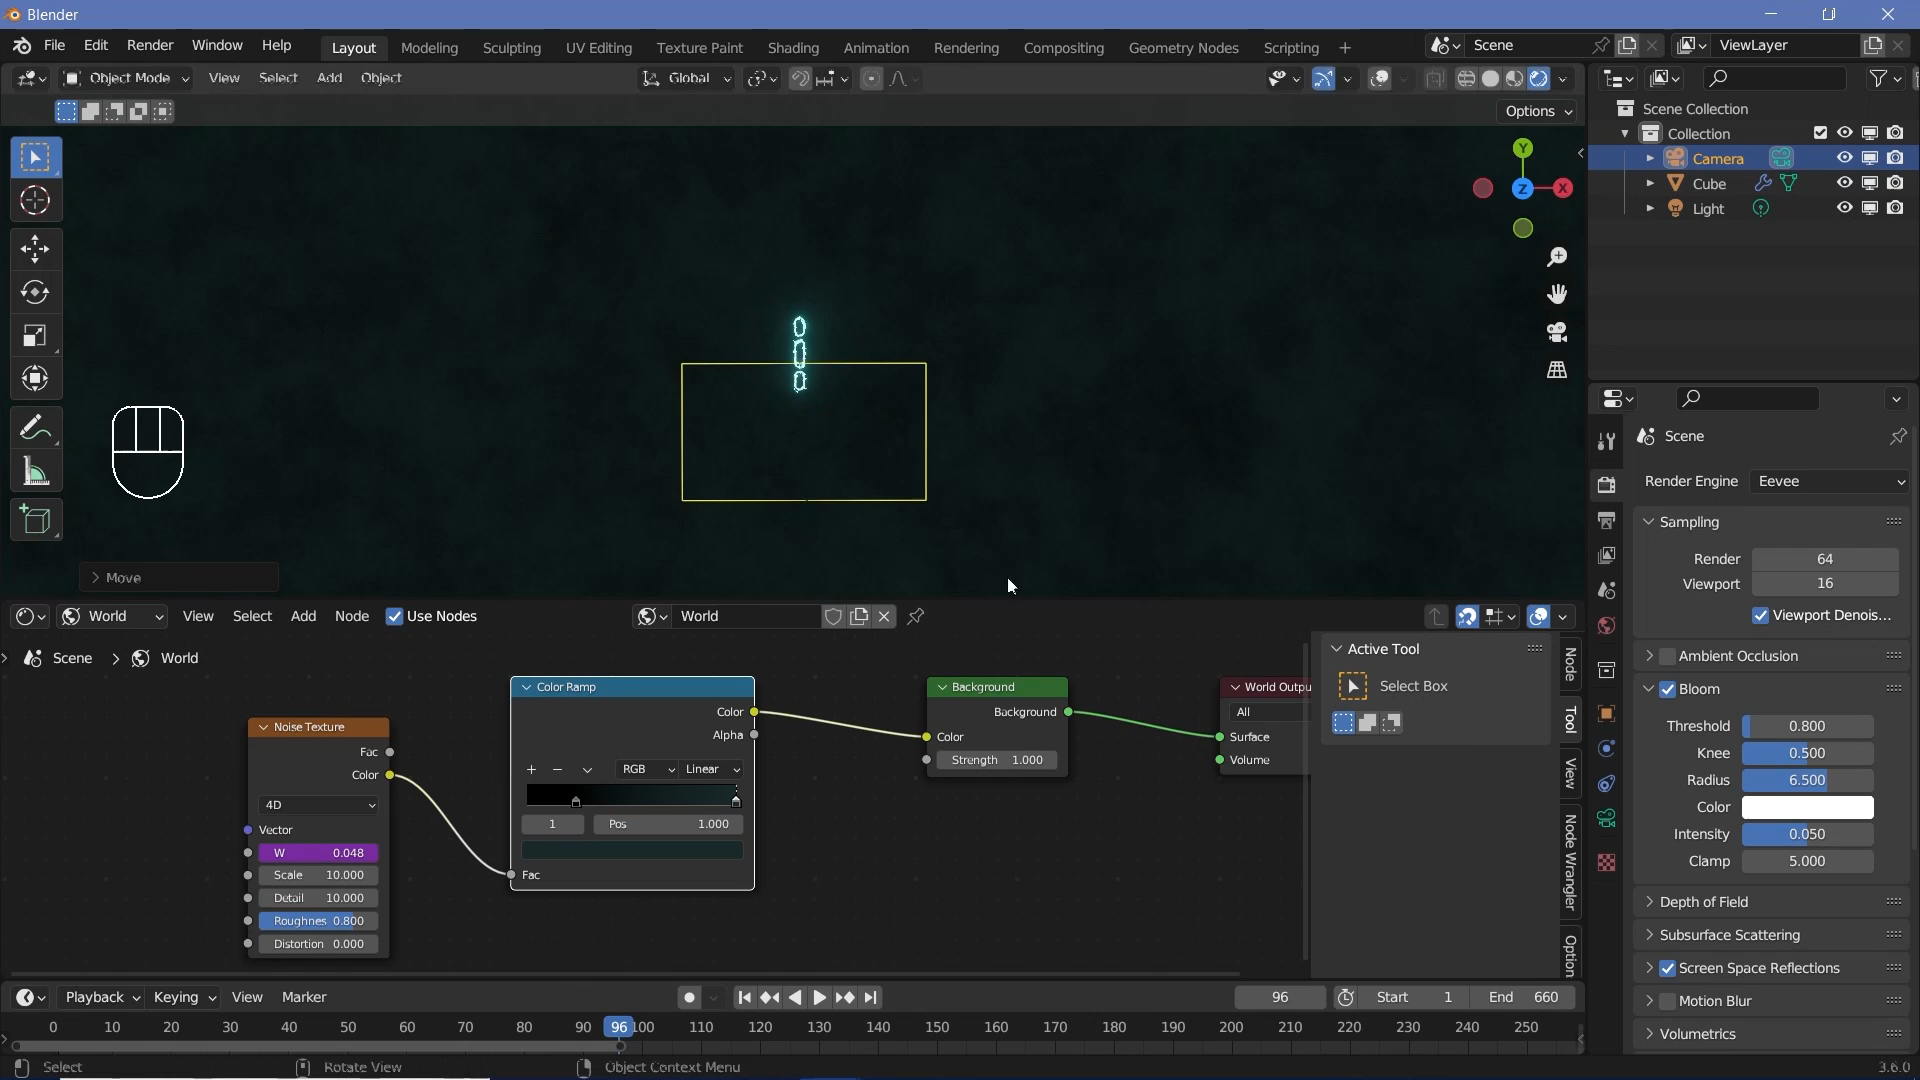 Blender
File Edit Render Window Help Layout Modeling Sculpting UV Editing Texture Paint Shading Animation Rendering Compositing Geometry Nodes Scripting + Scene ViewLayer
Object Mode View Select Add Object Global
Options
Scene Collection
Collection
Camera
Cube
Light
Y
Z X
Move
Scene
Render Engine Eevee
Sampling
Render 64
Viewport 16
Viewport Denois...
Ambient Occlusion
Bloom
Threshold 0.800
Knee 0.500
Radius 6.500
Color
Intensity 0.050
Clamp 5.000
Depth of Field
Subsurface Scattering
Screen Space Reflections
Motion Blur
Volumetrics
World View Select Add Node Use Nodes World
Scene > World
Noise Texture
Fac
Color
4D
Vector
W 0.048
Scale 10.000
Detail 10.000
Roughnes 0.800
Distortion 0.000
Color Ramp
Color
Alpha
+ − RGB Linear
1 Pos 1.000
Fac
Background
Background
Color
Strength 1.000
World Outpu
All
Surface
Volume
Active Tool
Select Box
Node
Tool
View
Node Wrangler
Option
Playback Keying View Marker 96 Start 1 End 660
0 10 20 30 40 50 60 70 80 90 96 100 110 120 130 140 150 160 170 180 190 200 210 220 230 240 250
Select Rotate View Object Context Menu 3.6.0